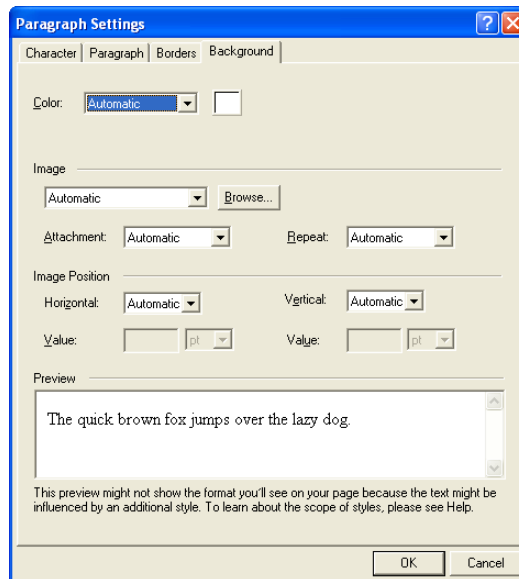 Paragraph Settings
Character Paragraph Borders Background
Color: Automatic
Image
Automatic Browse...
Attachment: Automatic Repeat: Automatic
Image Position
Horizontal: Automatic Vertical: Automatic
Value: pt Value: pt
Preview
The quick brown fox jumps over the lazy dog.
This preview might not show the format you'll see on your page because the text might be
influenced by an additional style. To learn about the scope of styles, please see Help.
OK Cancel